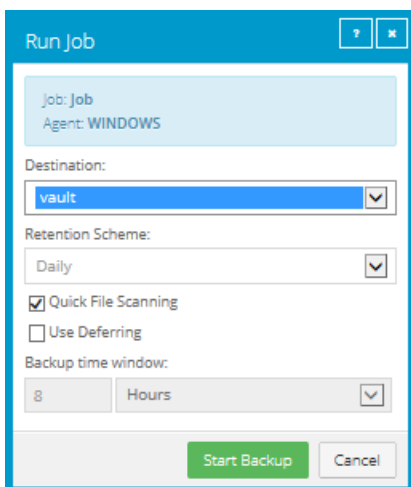 Run Job
?
×
Job: Job
Agent: WINDOWS
Destination:
vault
Retention Scheme:
Daily
Quick File Scanning
Use Deferring
Backup time window:
8 Hours
Start Backup Cancel